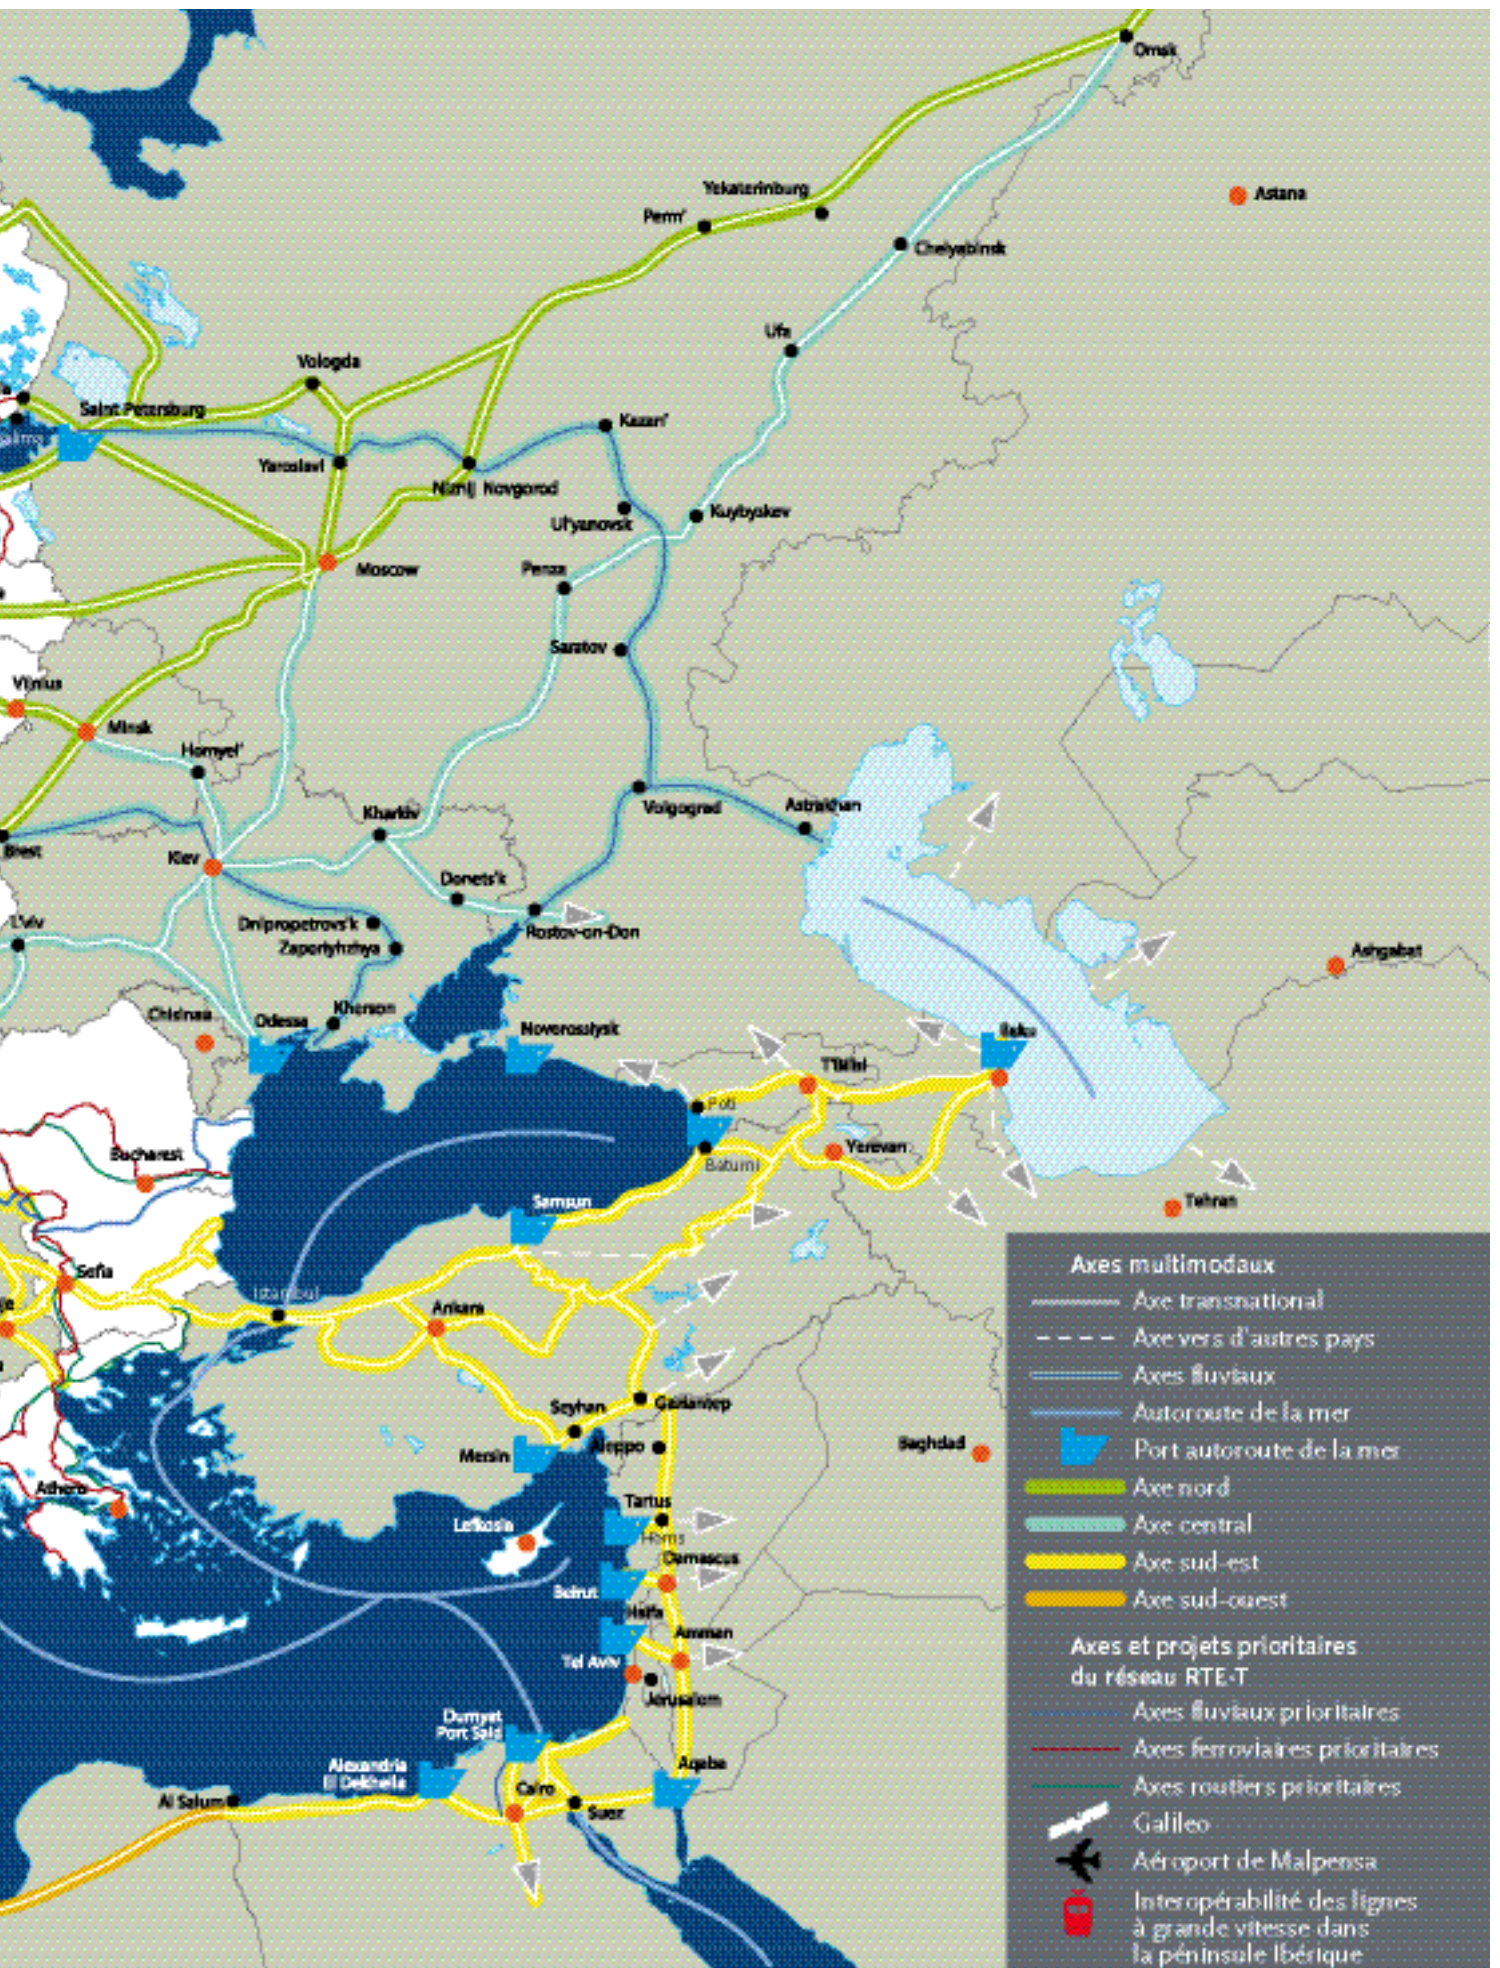 Omsk
Astana
Yekaterinburg
Perm'
Chelyabinsk
Ufa
Vologda
Saint Petersburg
Kazan'
Yaroslavl
Niznij Novgorod
Kuybyskev
Ul'yanovsk
Moscow
Penza
Saratov
Vilnius
Minsk
Homyel'
Volgograd
Astrakhan
Kharkiv
Brest
Kiev
Donets'k
L'viv
Dnipropetrovs'k
Zaporiyhzhya
Rostov-on-Don
Ashgabat
Chisinau
Odessa
Kherson
Novorossiysk
Baku
T'bilisi
Poti
Bucharest
Yerevan
Batumi
Samsun
Tehran
Sofia
Istanbul
Ankara
Seyhan
Gaziantep
Mersin
Aleppo
Baghdad
Athens
Tartus
Lefkosia
Homs
Damascus
Beirut
Haifa
Amman
Tel Aviv
Jerusalem
Dumyat
Port Said
Alexandria
El Dekheila
Aqaba
Al Salum
Cairo
Suez
Axes multimodaux
Axe transnational
Axe vers d'autres pays
Axes fluviaux
Autoroute de la mer
Port autoroute de la mer
Axe nord
Axe central
Axe sud-est
Axe sud-ouest
Axes et projets prioritaires
du réseau RTE-T
Axes fluviaux prioritaires
Axes ferroviaires prioritaires
Axes routiers prioritaires
Galileo
Aéroport de Malpensa
Interopérabilité des lignes
à grande vitesse dans
la péninsule Ibérique